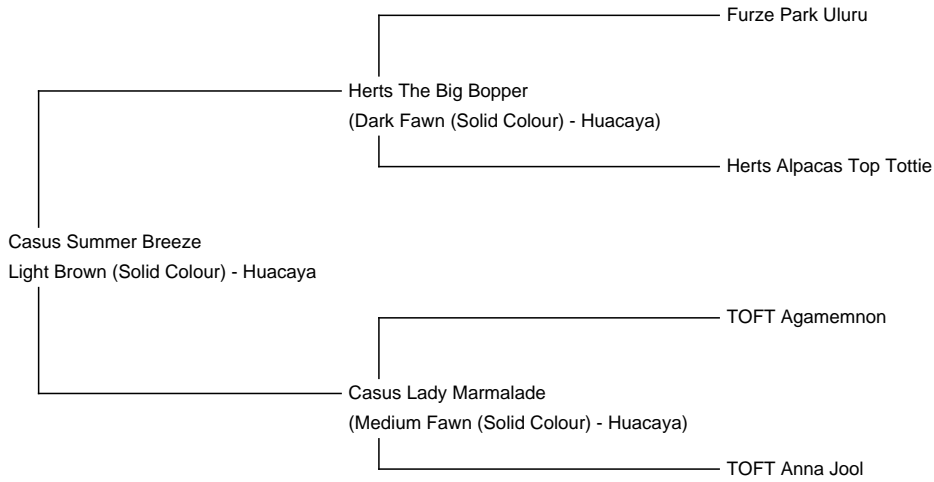 Furze Park Uluru
Herts The Big Bopper
(Dark Fawn (Solid Colour) - Huacaya)
Herts Alpacas Top Tottie
Casus Summer Breeze
Light Brown (Solid Colour) - Huacaya
TOFT Agamemnon
Casus Lady Marmalade
(Medium Fawn (Solid Colour) - Huacaya)
TOFT Anna Jool